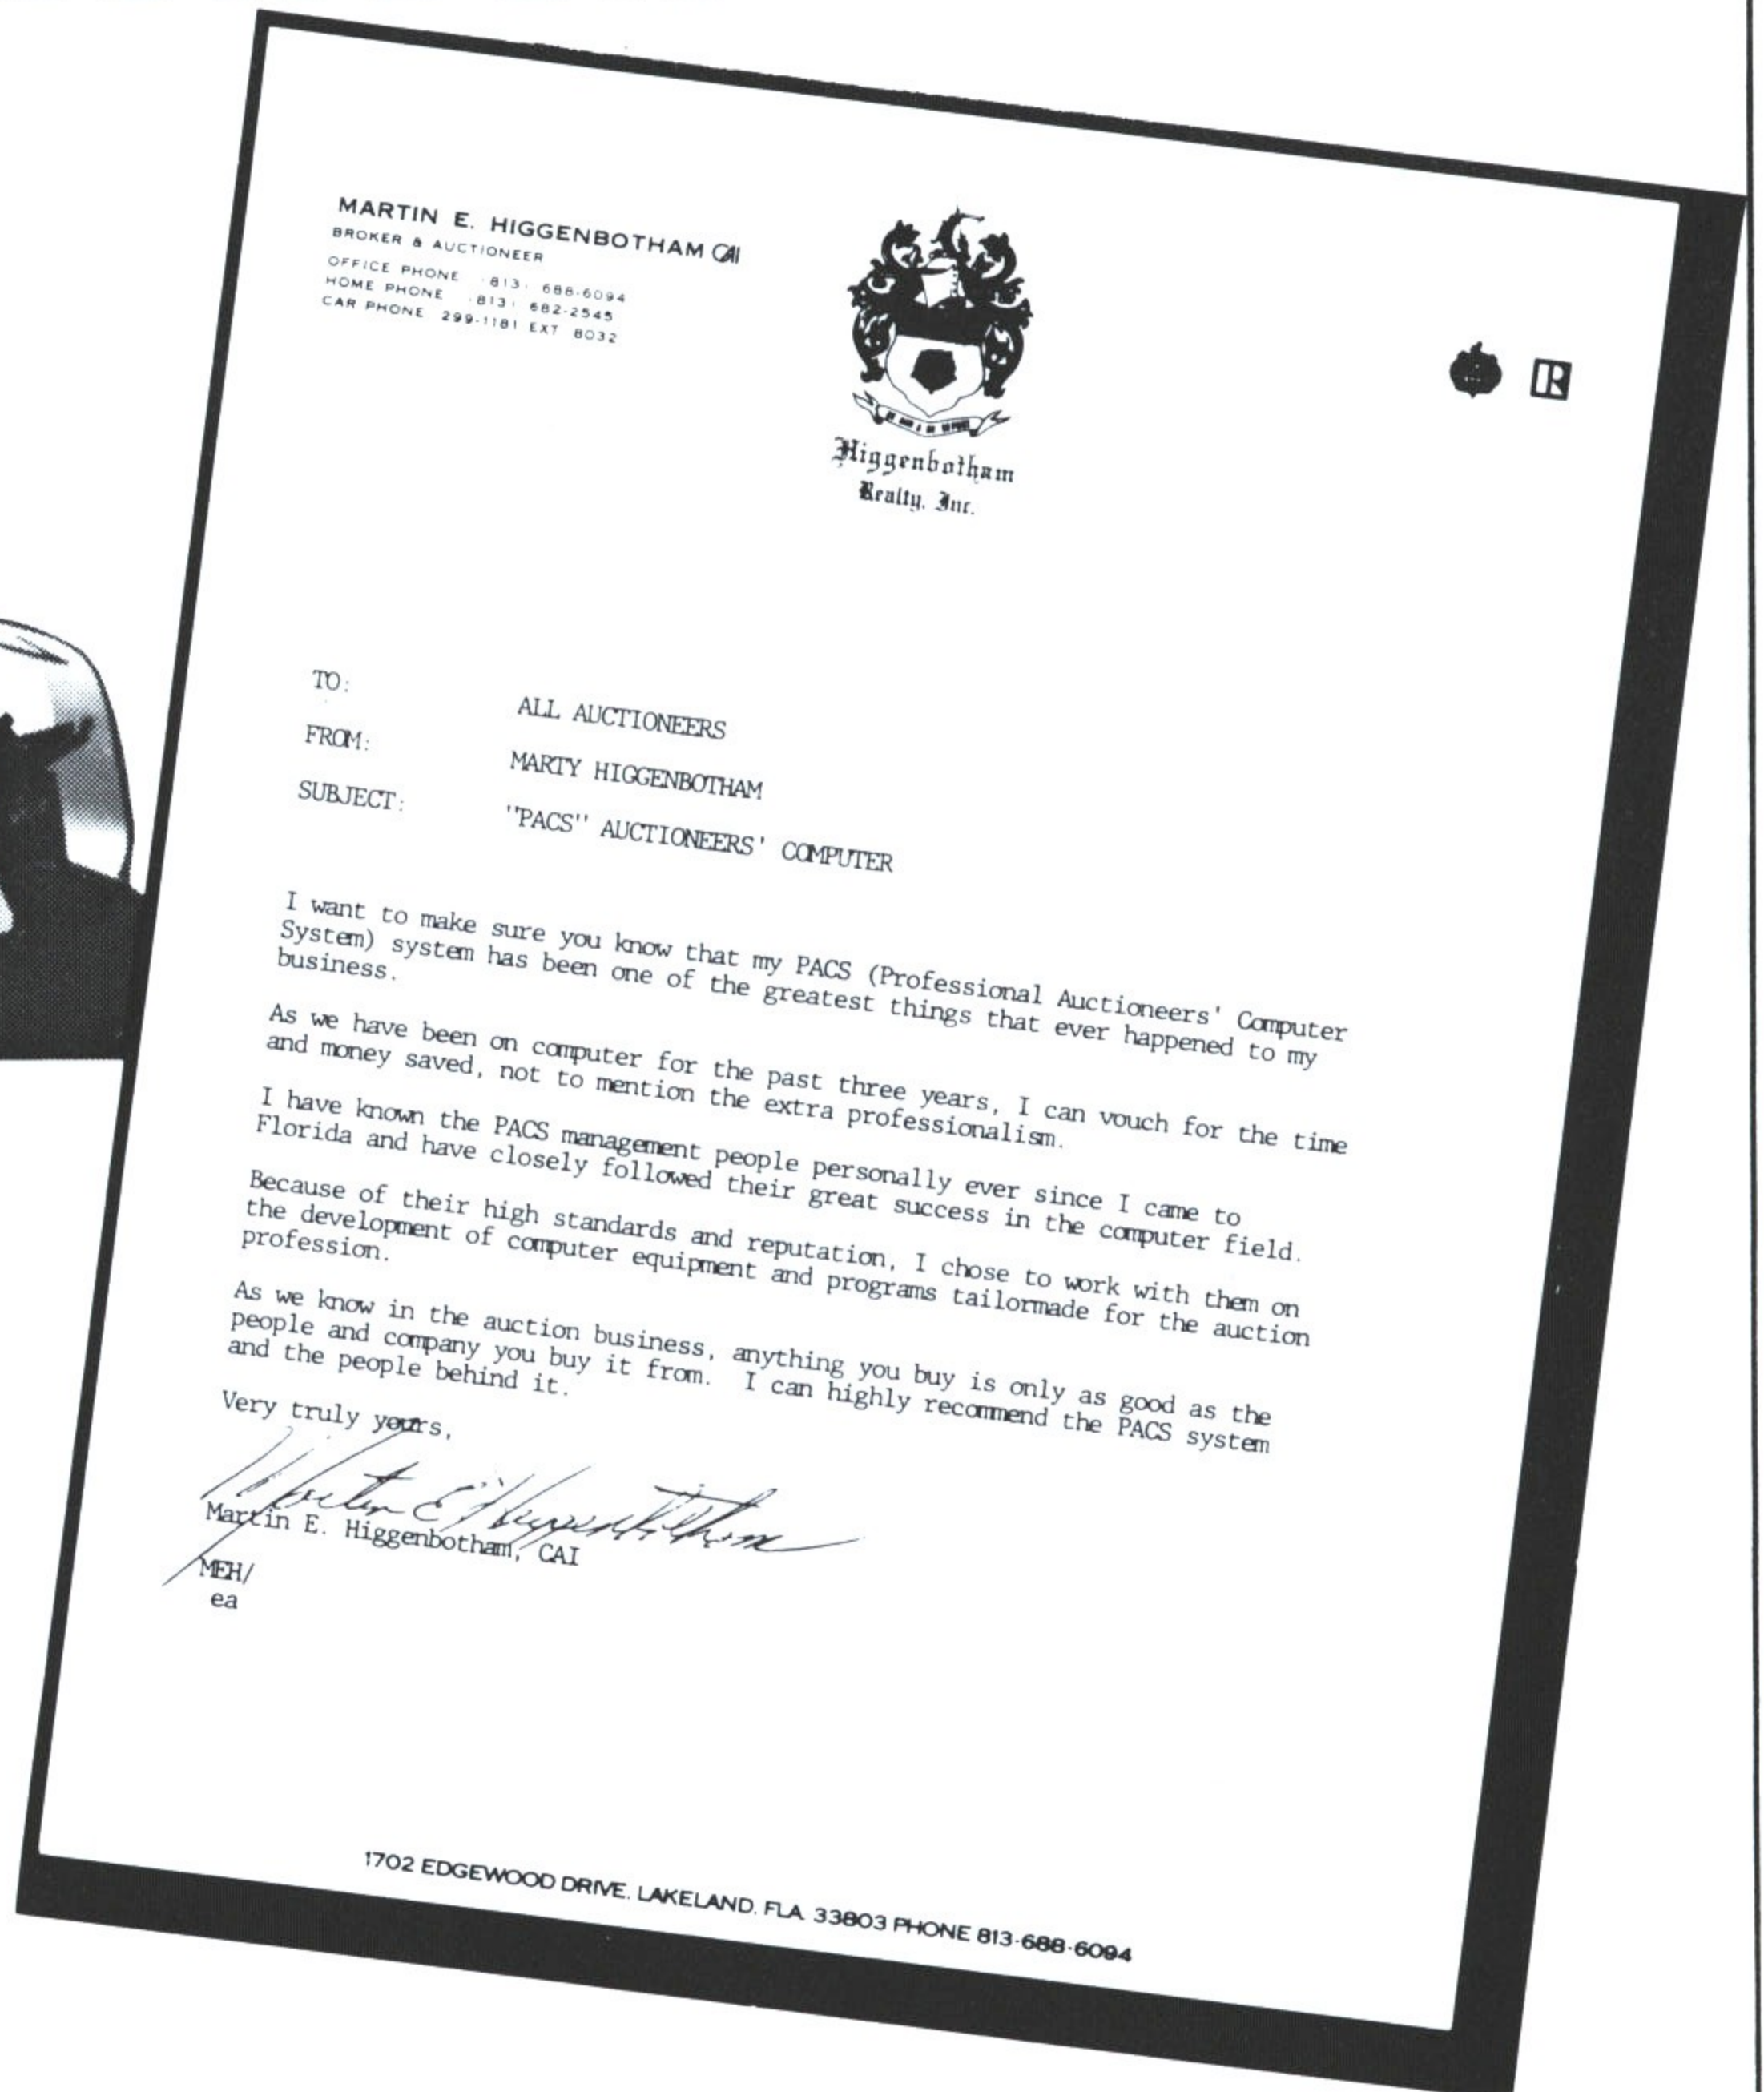 MARTIN E. HIGGENBOTHAM CAI
BROKER & AUCTIONEER
OFFICE PHONE (813) 688-6094
HOME PHONE (813) 682-2545
CAR PHONE 299-1181 EXT 8032
Higgenbotham
Realty, Inc.
R
TO: ALL AUCTIONEERS
FROM: MARTY HIGGENBOTHAM
SUBJECT: "PACS" AUCTIONEERS' COMPUTER
I want to make sure you know that my PACS (Professional Auctioneers' Computer
System) system has been one of the greatest things that ever happened to my
business.
As we have been on computer for the past three years, I can vouch for the time
and money saved, not to mention the extra professionalism.
I have known the PACS management people personally ever since I came to
Florida and have closely followed their great success in the computer field.
Because of their high standards and reputation, I chose to work with them on
the development of computer equipment and programs tailormade for the auction
profession.
As we know in the auction business, anything you buy is only as good as the
people and company you buy it from. I can highly recommend the PACS system
and the people behind it.
Very truly yours,
Martin E. Higgenbotham
Martin E. Higgenbotham, CAI
MEH/
ea
1702 EDGEWOOD DRIVE, LAKELAND, FLA. 33803 PHONE 813-688-6094